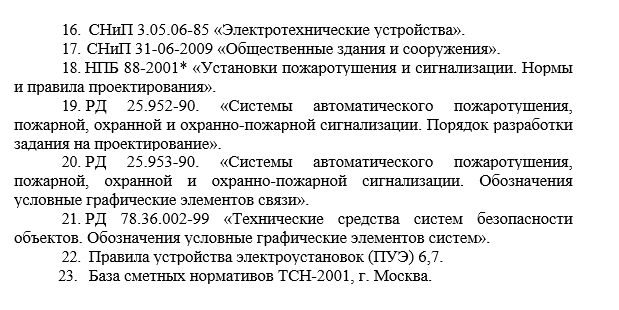 16. СНиП 3.05.06-85 «Электротехнические устройства».
17. СНиП 31-06-2009 «Общественные здания и сооружения».
18. НПБ 88-2001* «Установки пожаротушения и сигнализации. Нормы
и правила проектирования».
19. РД 25.952-90. «Системы автоматического пожаротушения,
пожарной, охранной и охранно-пожарной сигнализации. Порядок разработки
задания на проектирование».
20. РД 25.953-90. «Системы автоматического пожаротушения,
пожарной, охранной и охранно-пожарной сигнализации. Обозначения
условные графические элементов связи».
21. РД 78.36.002-99 «Технические средства систем безопасности
объектов. Обозначения условные графические элементов систем».
22. Правила устройства электроустановок (ПУЭ) 6,7.
23. База сметных нормативов ТСН-2001, г. Москва.